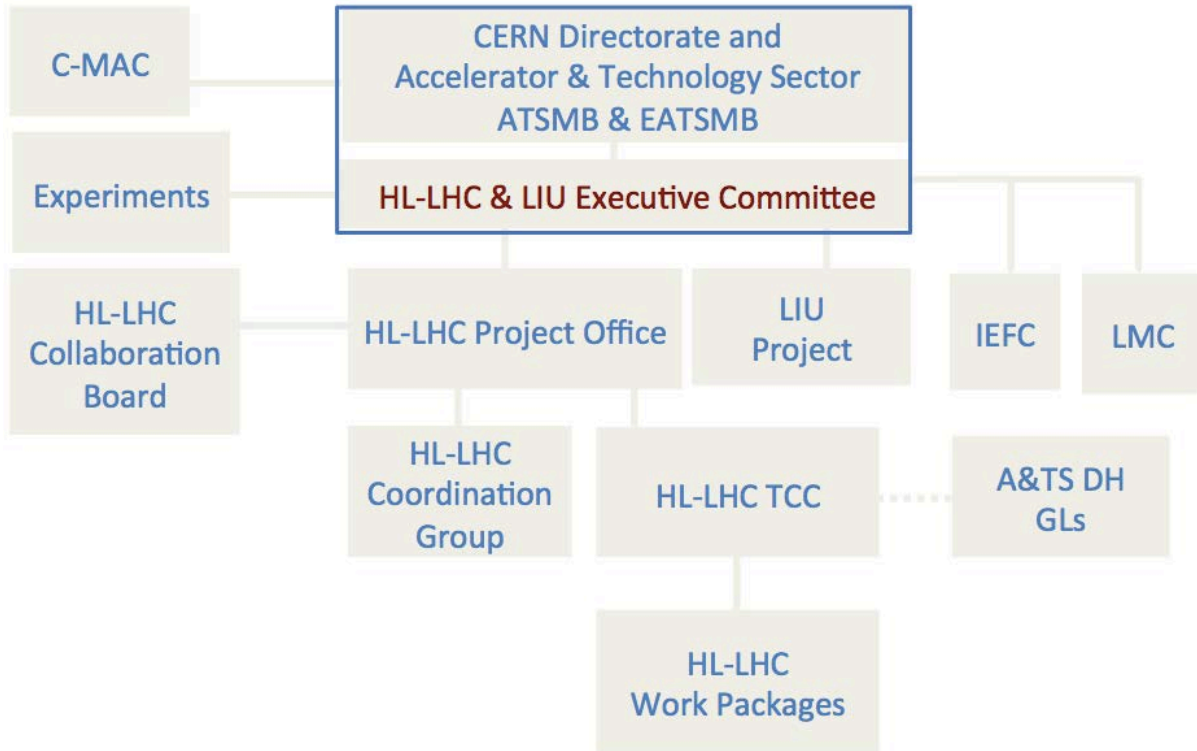 C-MAC
CERN Directorate and
Accelerator & Technology Sector
ATSMB & EATSMB
Experiments
HL-LHC & LIU Executive Committee
HL-LHC
Collaboration
Board
HL-LHC Project Office
LIU
Project
IEFC
LMC
HL-LHC
Coordination
Group
HL-LHC TCC
A&TS DH
GLs
HL-LHC
Work Packages